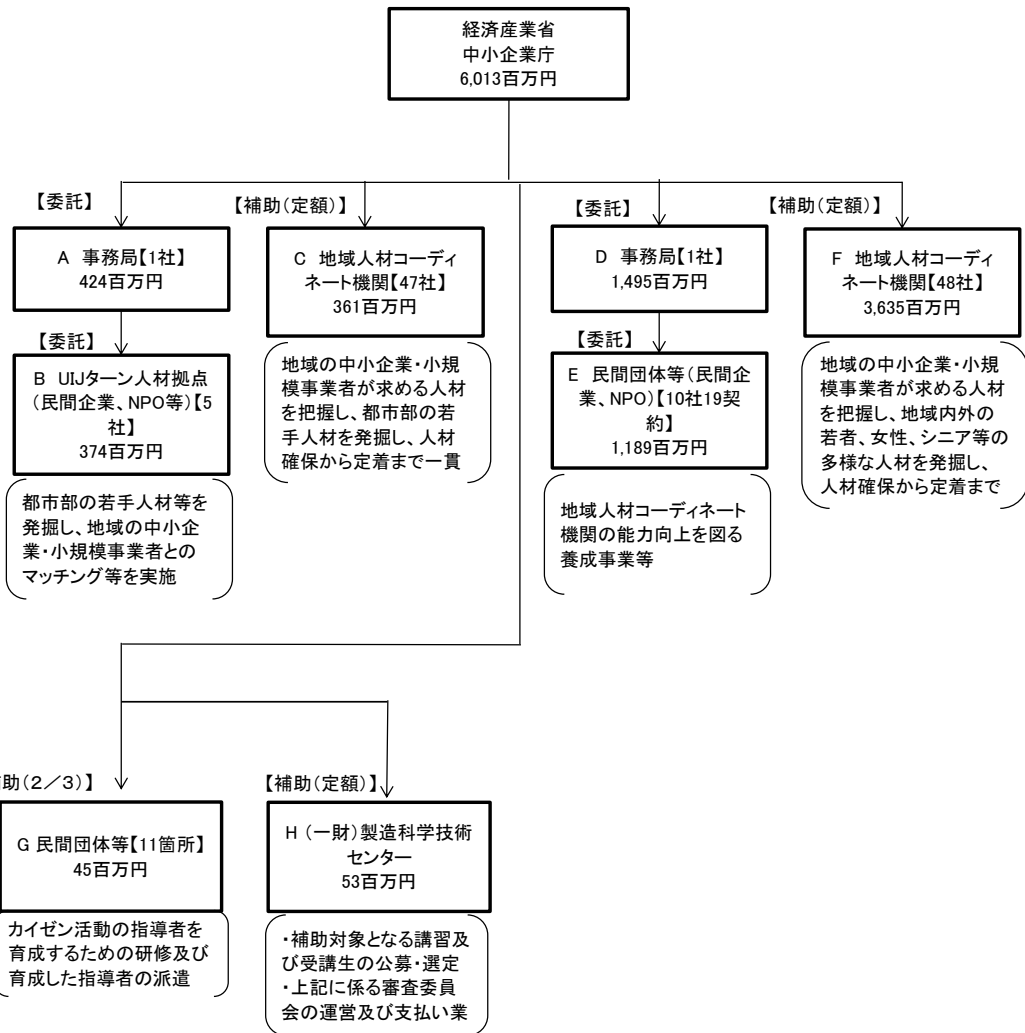 経済産業省
中小企業庁
6,013百万円
【委託】
A 事務局【1社】
424百万円
【委託】
B UIJターン人材拠点
(民間企業、NPO等)【5
社】
374百万円
都市部の若手人材等を
発掘し、地域の中小企
業・小規模事業者との
マッチング等を実施
【補助(定額)】
C 地域人材コーディ
ネート機関【47社】
361百万円
地域の中小企業・小規
模事業者が求める人材
を把握し、都市部の若
手人材を発掘し、人材
確保から定着まで一貫
【委託】
D 事務局【1社】
1,495百万円
E 民間団体等(民間企
業、NPO)【10社19契
約】
1,189百万円
地域人材コーディネート
機関の能力向上を図る
養成事業等
【補助(定額)】
F 地域人材コーディ
ネート機関【48社】
3,635百万円
地域の中小企業・小規
模事業者が求める人材
を把握し、地域内外の
若者、女性、シニア等の
多様な人材を発掘し、
人材確保から定着まで
助(2/3)】
G 民間団体等【11箇所】
45百万円
カイゼン活動の指導者を
育成するための研修及び
育成した指導者の派遣
【補助(定額)】
H (一財)製造科学技術
センター
53百万円
・補助対象となる講習及
び受講生の公募・選定
・上記に係る審査委員
会の運営及び支払い業